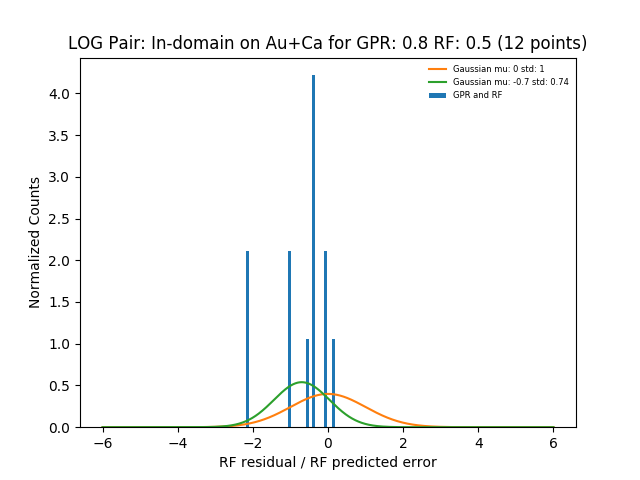 LOG Pair: In-domain on Au+Ca for GPR: 0.8 RF: 0.5 (12 points)
Gaussian mu: 0 std: 1
Gaussian mu: -0.7 std: 0.74
GPR and RF
Normalized Counts
4.0
3.5
3.0
2.5
2.0
1.5
1.0
0.5
0.0
−6 −4 −2 0 2 4 6
RF residual / RF predicted error